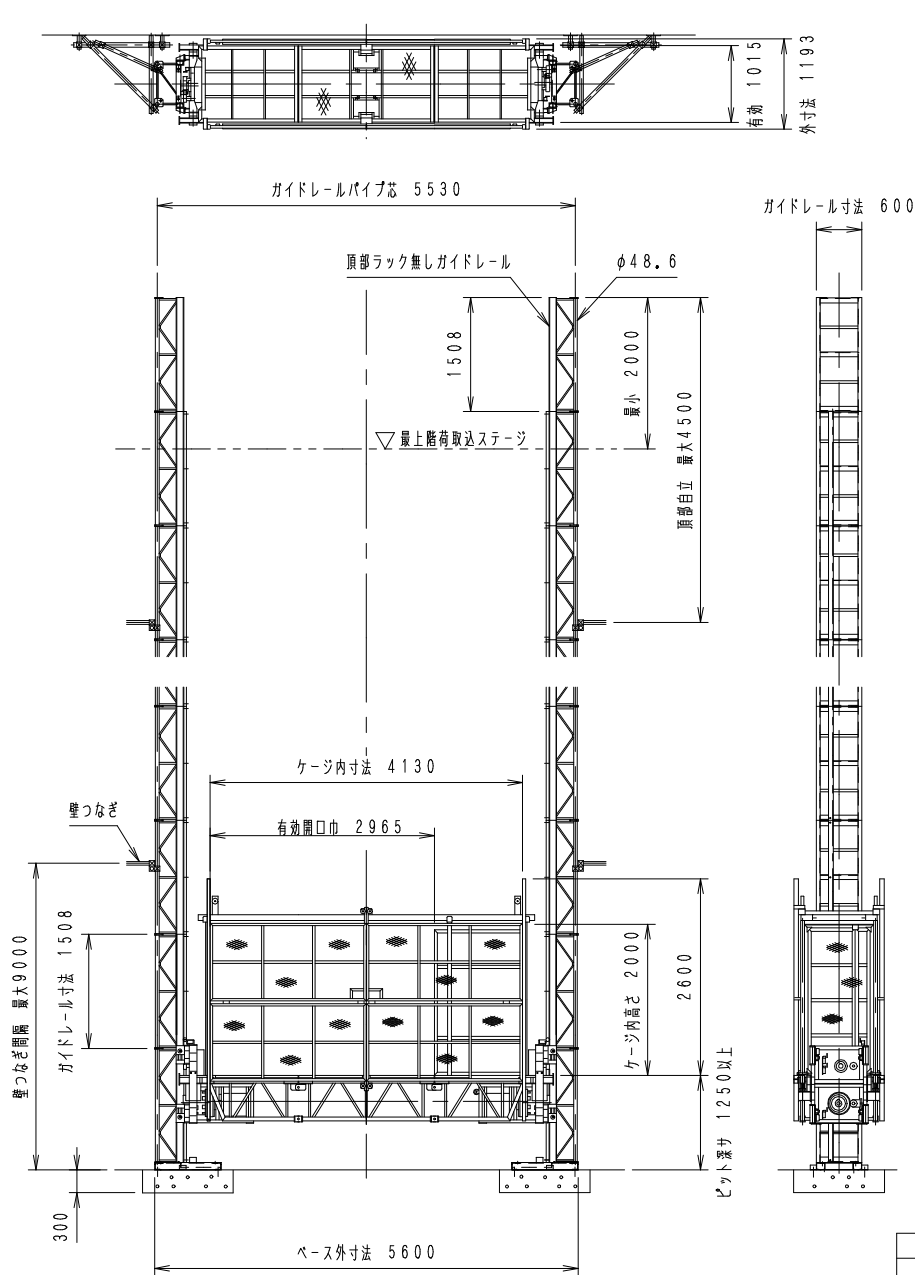 有効 1015
外寸法 1193
ガイドレールパイプ芯 5530
ガイドレール寸法 600
頂部ラック無しガイドレール
φ48.6
1508
最小 2000
頂部自立 最大4500
▽最上階荷取込ステージ
ケージ内寸法 4130
壁つなぎ
有効開口巾 2965
壁つなぎ間隔 最大9000
ガイドレール寸法 1508
ケージ内高さ 2000
2600
ピット深サ 1250以上
300
ベース外寸法 5600